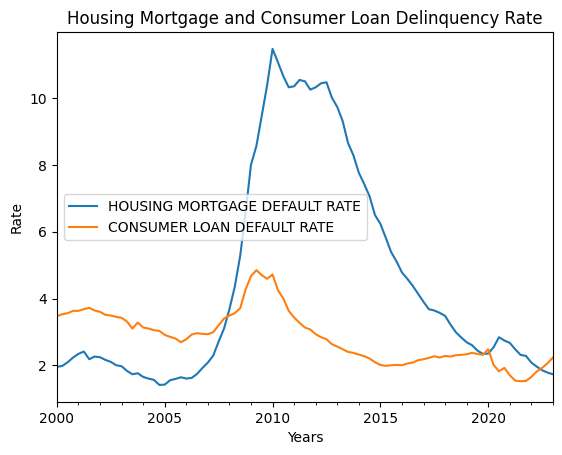 Housing Mortgage and Consumer Loan Delinquency Rate
10
8
6
4
2
Rate
HOUSING MORTGAGE DEFAULT RATE
CONSUMER LOAN DEFAULT RATE
2000 2005 2010 2015 2020
Years